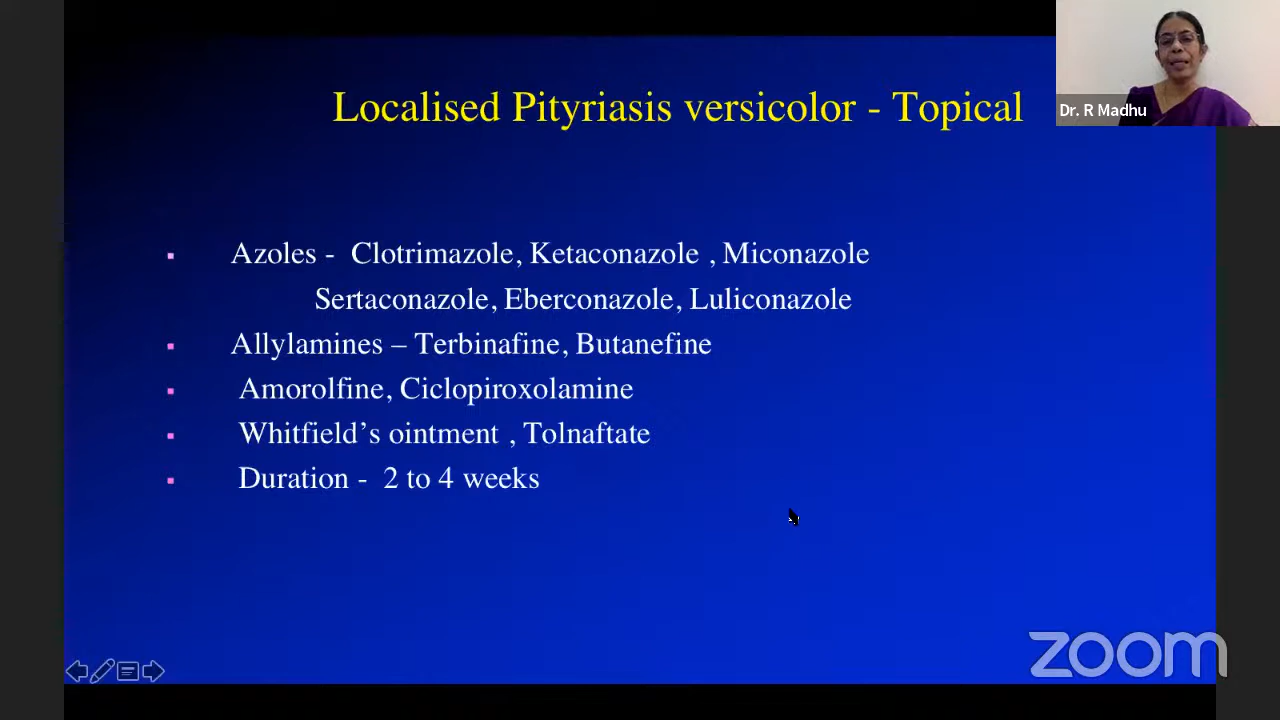 Localised Pityriasis versicolor - Topical
Dr. R Madhu
Azoles - Clotrimazole, Ketaconazole , Miconazole
Sertaconazole, Eberconazole, Luliconazole
Allylamines – Terbinafine, Butanefine
Amorolfine, Ciclopiroxolamine
Whitfield’s ointment , Tolnaftate
Duration - 2 to 4 weeks
zoom